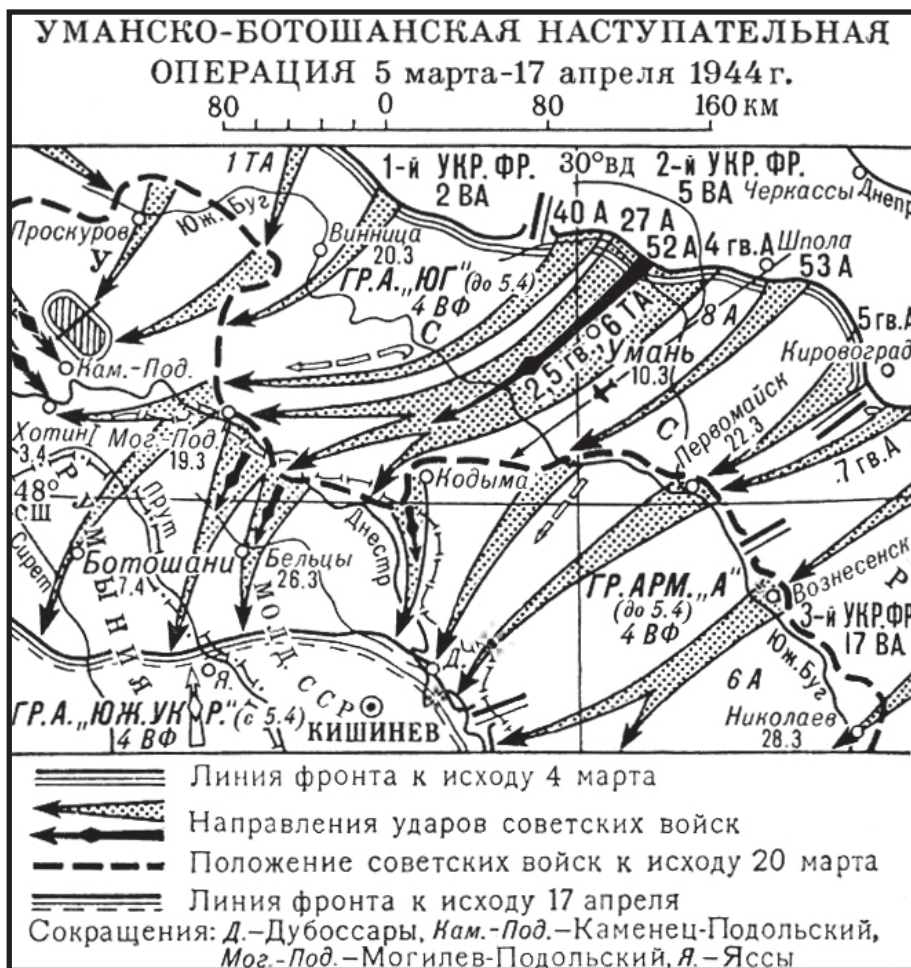 УМАНСКО-БОТОШАНСКАЯ НАСТУПАТЕЛЬНАЯ
ОПЕРАЦИЯ 5 марта-17 апреля 1944 г.
80 0 80 160 км
1 ТА
1-й УКР. ФР.
2 ВА
30°вд
2-й УКР. ФР.
5 ВА
Черкассы
Днепр
Проскуров
Юж. Буг
Винница
20.3
40 А
27 А
52 А
4 гв. А
Шпола
53 А
У
ГР.А. „ЮГ" (до 5.4)
4 ВФ
С
2,5 гв., 6 ТА
8 А
5 гв. А
Умань
10.3
Кировоград
Кам.-Под.
Хотин
3.4
Мог.-Под.
19.3
С
Первомайск
22.3
7 гв. А
48°
СШ
Кодыма
Прут
Днестр
Сирет
РУМЫНИЯ
Ботошани
7.4
Бельцы
26.3
ГР. АРМ. „А"
(до 5.4)
4 ВФ
Вознесенск
Р
3-й УКР. ФР.
17 ВА
МОЛД. ССР
Д.
Юж. Буг
Я.
6 А
ГР.А. „ЮЖ. УКР." (с 5.4)
4 ВФ
КИШИНЕВ
Николаев
28.3
Линия фронта к исходу 4 марта
Направления ударов советских войск
Положение советских войск к исходу 20 марта
Линия фронта к исходу 17 апреля
Сокращения: Д.–Дубоссары, Кам.-Под.–Каменец-Подольский,
Мог.-Под.–Могилев-Подольский, Я.–Яссы